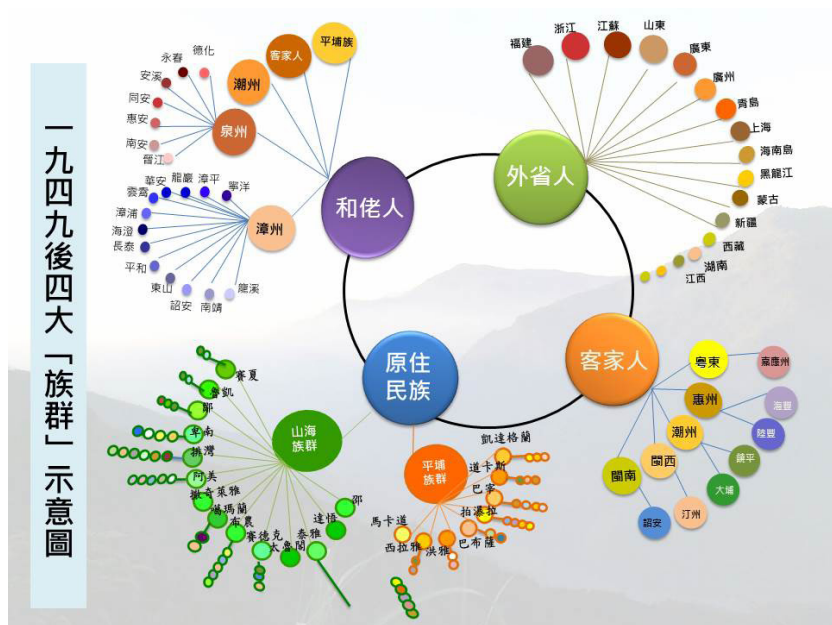 一九四九後四大「族群」示意圖
和佬人
平埔族
客家人
潮州
泉州
德化
永春
安溪
同安
惠安
南安
晉江
漳州
寧洋
漳平
龍巖
華安
雲霄
漳浦
海澄
長泰
平和
東山
詔安
南靖
龍溪
外省人
福建
浙江
江蘇
山東
廣東
廣州
青島
上海
海南島
黑龍江
蒙古
新疆
西藏
湖南
江西
客家人
粵東
嘉應州
惠州
海豐
陸豐
潮州
饒平
大埔
閩西
汀州
閩南
詔安
原住
民族
山海
族群
賽夏
魯凱
鄒
卑南
排灣
阿美
撒奇萊雅
噶瑪蘭
布農
賽德克
太魯閣
泰雅
達悟
邵
平埔
族群
凱達格蘭
道卡斯
巴宰
拍瀑拉
巴布薩
洪雅
西拉雅
馬卡道